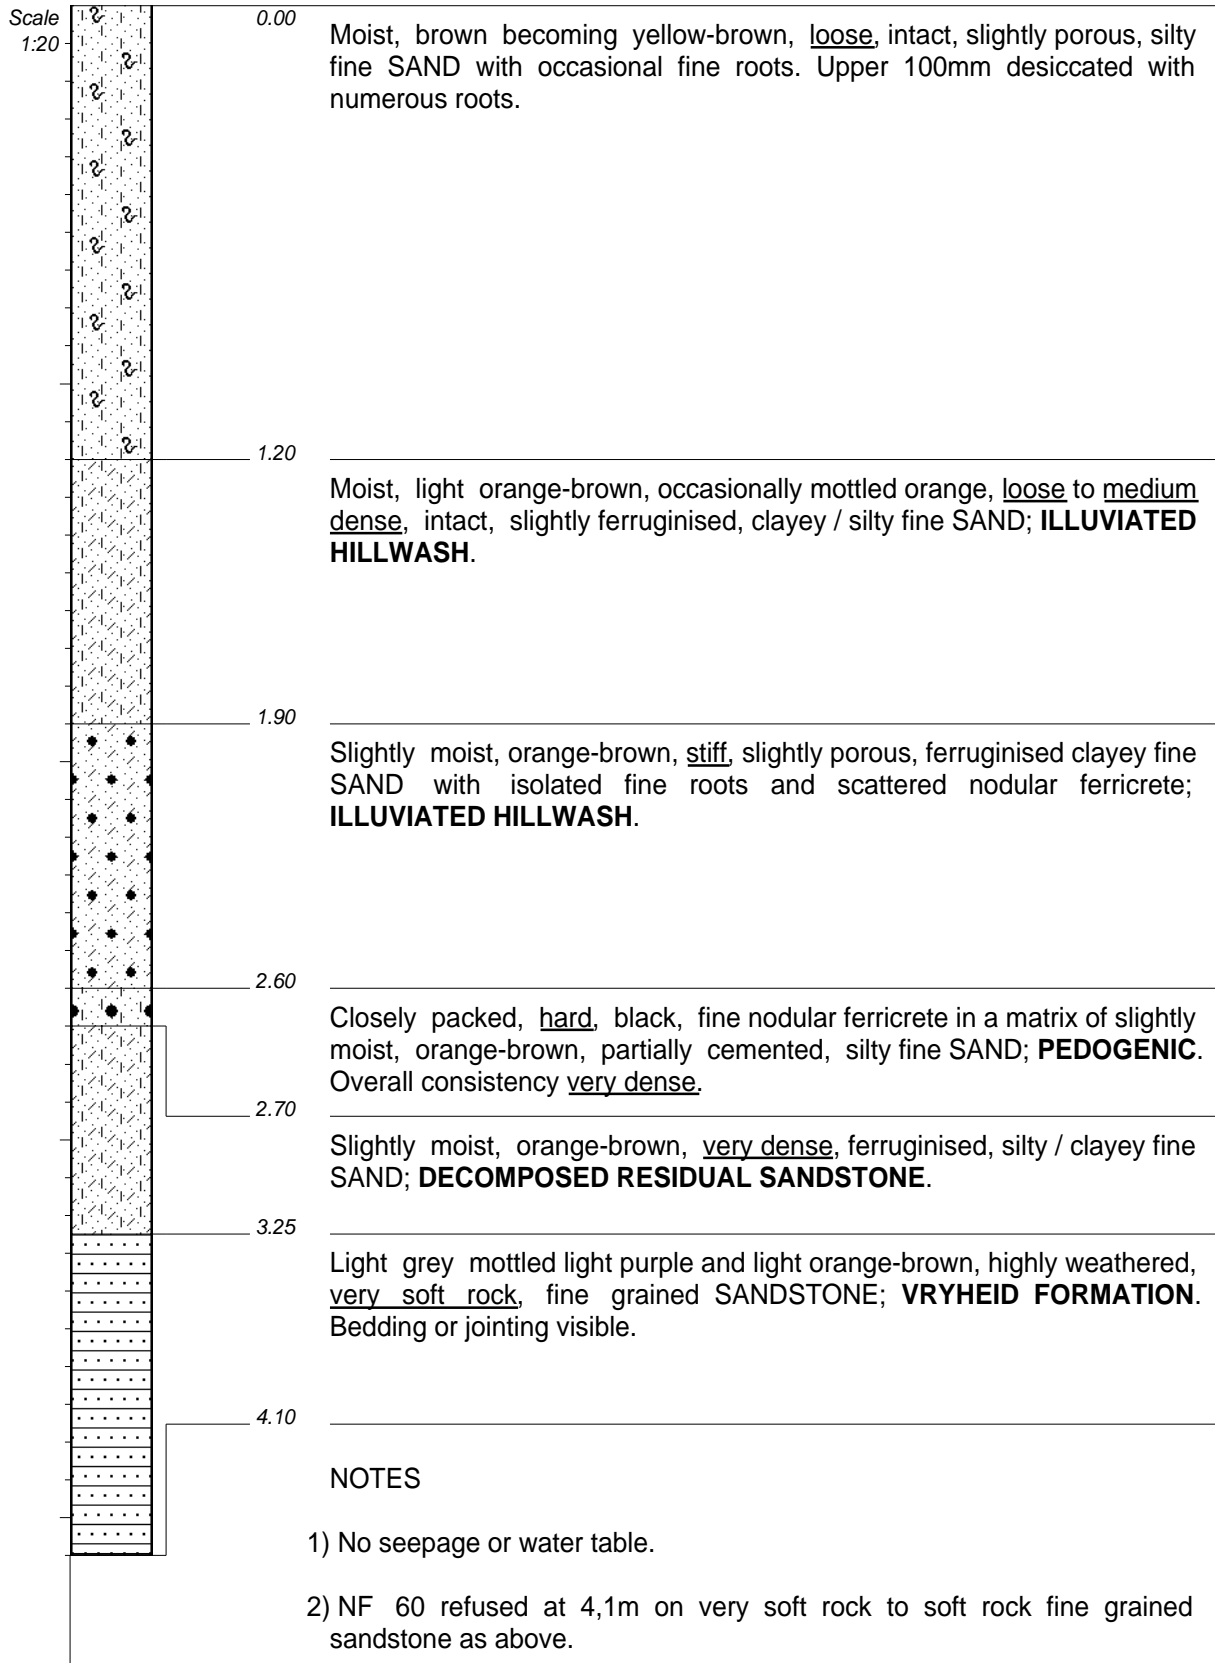 Scale
1:20
0.00
Moist, brown becoming yellow-brown, loose, intact, slightly porous, silty
fine SAND with occasional fine roots. Upper 100mm desiccated with
numerous roots.
1.20
Moist, light orange-brown, occasionally mottled orange, loose to medium
dense, intact, slightly ferruginised, clayey / silty fine SAND; ILLUVIATED
HILLWASH.
1.90
Slightly moist, orange-brown, stiff, slightly porous, ferruginised clayey fine
SAND with isolated fine roots and scattered nodular ferricrete;
ILLUVIATED HILLWASH.
2.60
Closely packed, hard, black, fine nodular ferricrete in a matrix of slightly
moist, orange-brown, partially cemented, silty fine SAND; PEDOGENIC.
Overall consistency very dense.
2.70
Slightly moist, orange-brown, very dense, ferruginised, silty / clayey fine
SAND; DECOMPOSED RESIDUAL SANDSTONE.
3.25
Light grey mottled light purple and light orange-brown, highly weathered,
very soft rock, fine grained SANDSTONE; VRYHEID FORMATION.
Bedding or jointing visible.
4.10
NOTES
1) No seepage or water table.
2) NF 60 refused at 4,1m on very soft rock to soft rock fine grained
sandstone as above.